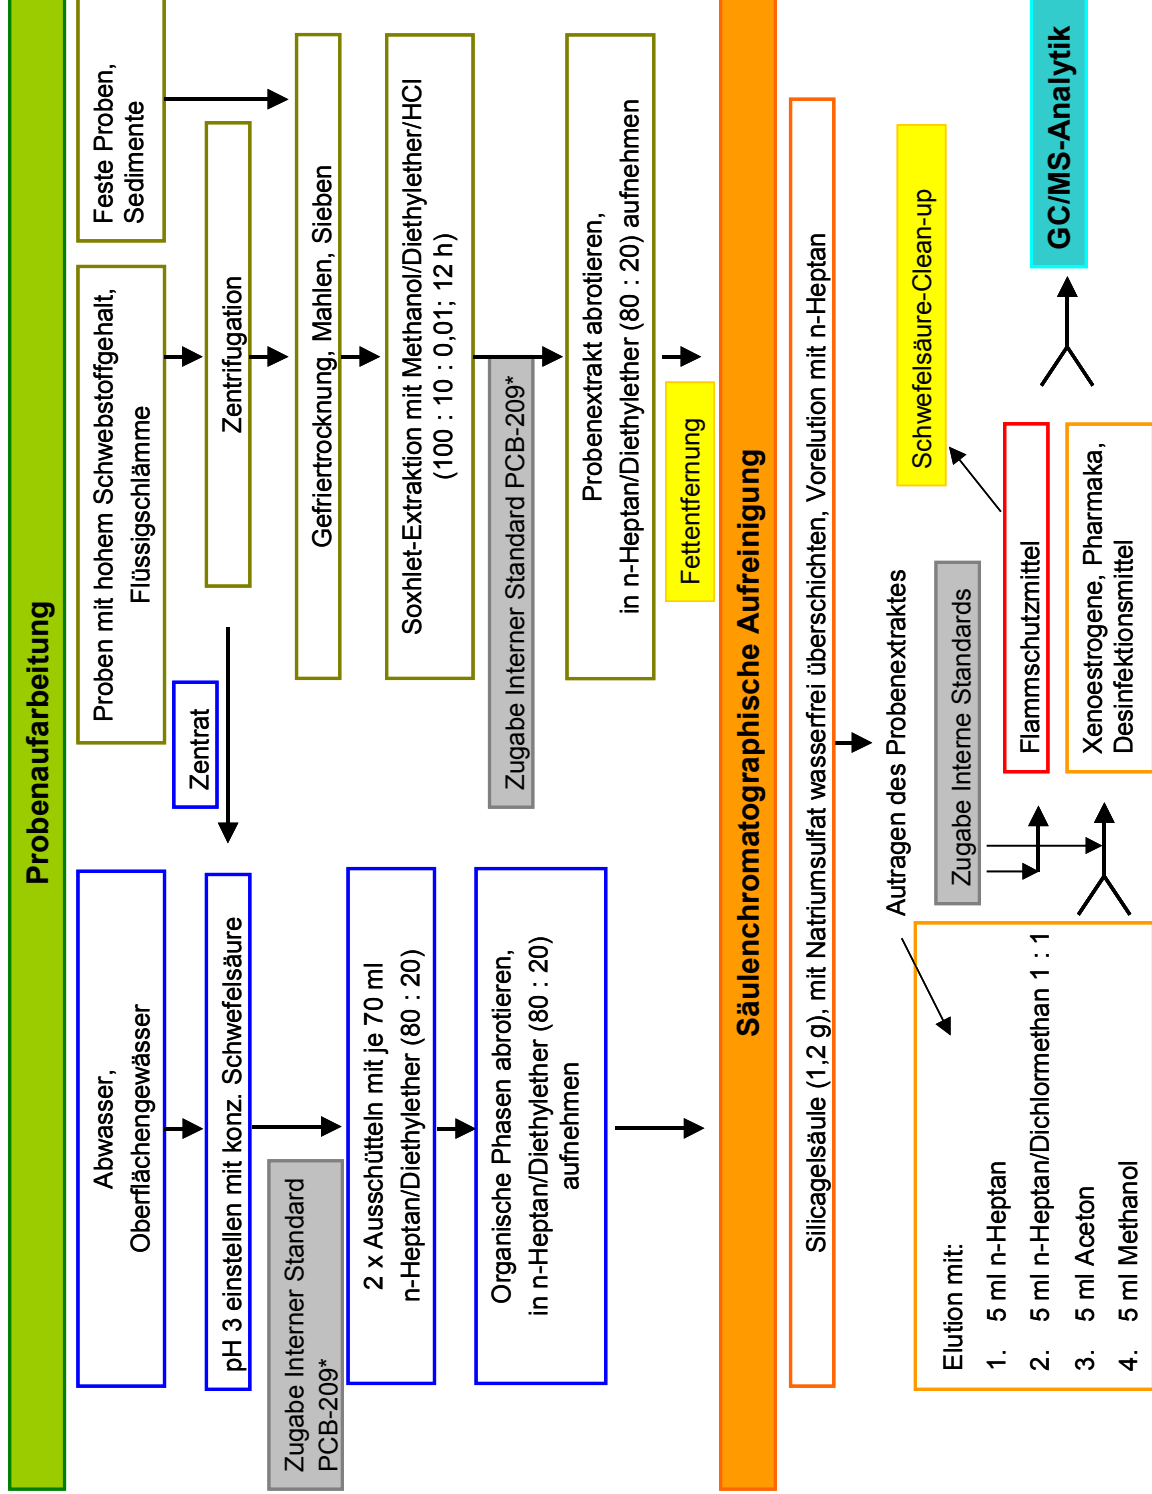 Probenaufarbeitung
Abwasser,
Oberflächengewässer
pH 3 einstellen mit konz. Schwefelsäure
Zugabe Interner Standard
PCB-209*
2 x Ausschütteln mit je 70 ml
n-Heptan/Diethylether (80 : 20)
Organische Phasen abrotieren,
in n-Heptan/Diethylether (80 : 20)
aufnehmen
Proben mit hohem Schwebstoffgehalt,
Flüssigschlämme
Zentrat
Zentrifugation
Feste Proben,
Sedimente
Gefriertrocknung, Mahlen, Sieben
Soxhlet-Extraktion mit Methanol/Diethylether/HCl
(100 : 10 : 0,01; 12 h)
Zugabe Interner Standard PCB-209*
Probenextrakt abrotieren,
in n-Heptan/Diethylether (80 : 20) aufnehmen
Fettentfernung
Säulenchromatographische Aufreinigung
Silicagelsäule (1,2 g), mit Natriumsulfat wasserfrei überschichten, Vorelution mit n-Heptan
Autragen des Probenextraktes
Elution mit:
1. 5 ml n-Heptan
2. 5 ml n-Heptan/Dichlormethan 1 : 1
3. 5 ml Aceton
4. 5 ml Methanol
Zugabe Interne Standards
Flammschutzmittel
Xenoestrogene, Pharmaka,
Desinfektionsmittel
Schwefelsäure-Clean-up
GC/MS-Analytik